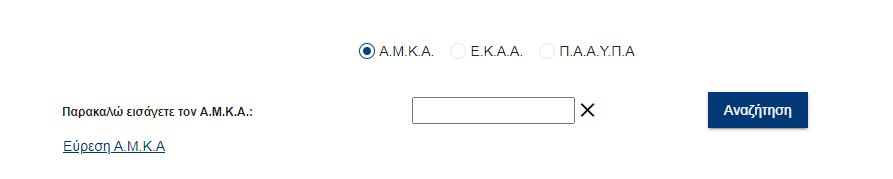 Α.Μ.Κ.Α. Ε.Κ.Α.Α. Π.Α.Α.Υ.Π.Α
Παρακαλώ εισάγετε τον Α.Μ.Κ.Α.: Αναζήτηση
Εύρεση Α.Μ.Κ.Α